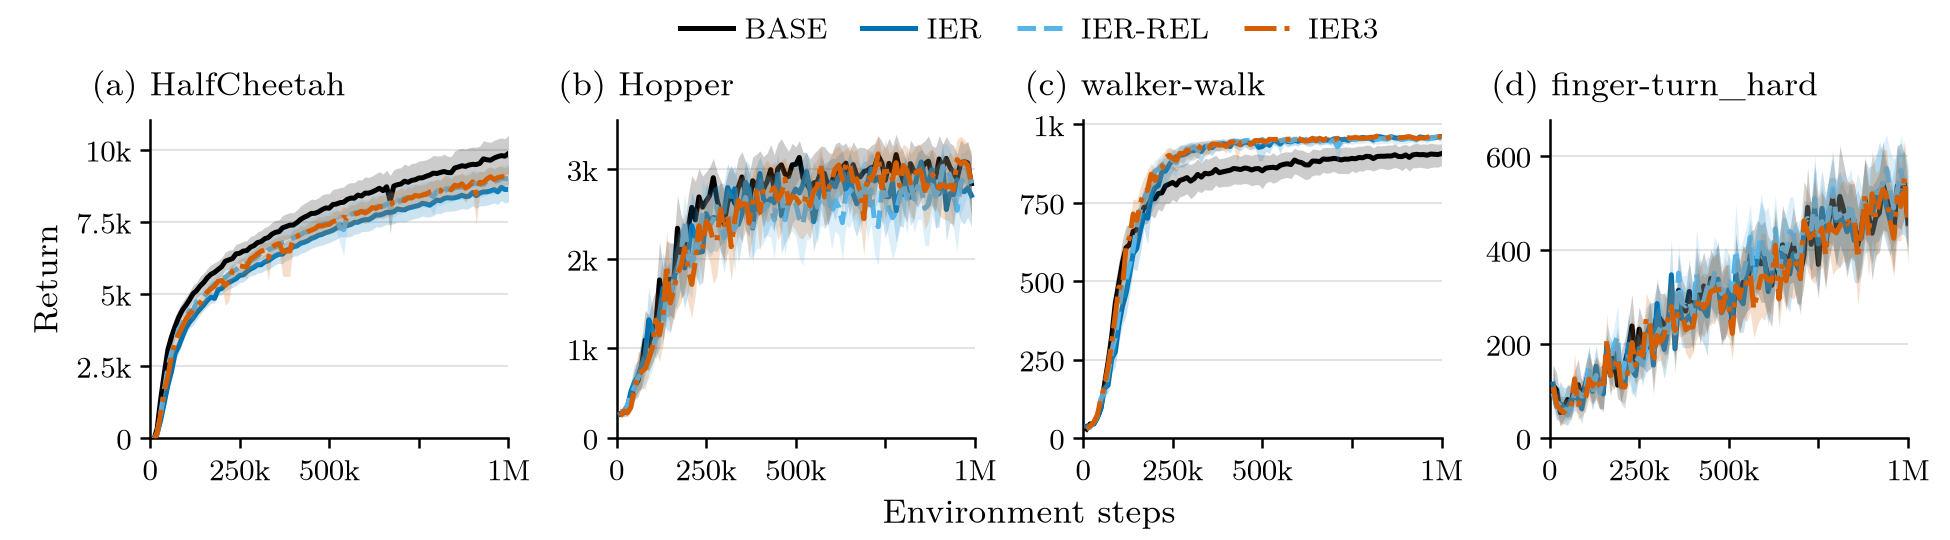 BASE IER IER-REL IER3
(a) HalfCheetah (b) Hopper (c) walker-walk (d) finger-turn_hard
Return
10k
7.5k
5k
2.5k
0
0 250k 500k 1M
3k
2k
1k
0
0 250k 500k 1M
1k
750
500
250
0
0 250k 500k 1M
600
400
200
0
0 250k 500k 1M
Environment steps